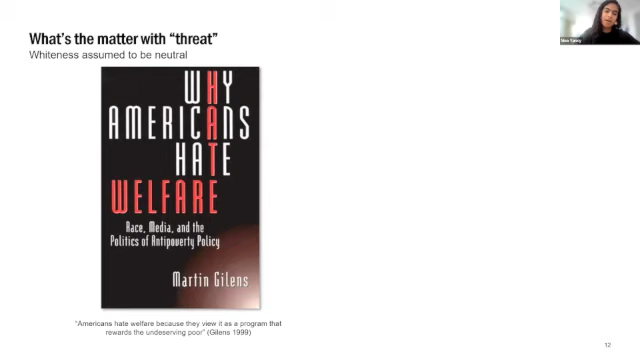 What's the matter with "threat"
Whiteness assumed to be neutral
WHY
AMERICANS
HATE
WELFARE
Race, Media, and the
Politics of Antipoverty Policy
Martin Gilens
"Americans hate welfare because they view it as a program that
rewards the undeserving poor" (Gilens 1999)
12